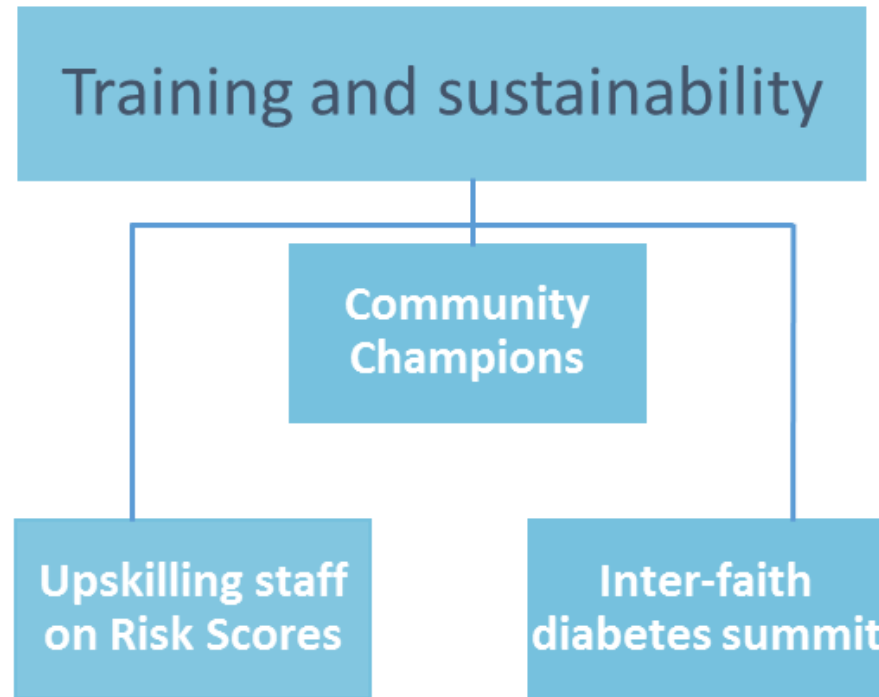 Training and sustainability
Community
Champions
Upskilling staff
on Risk Scores
Inter-faith
diabetes summit